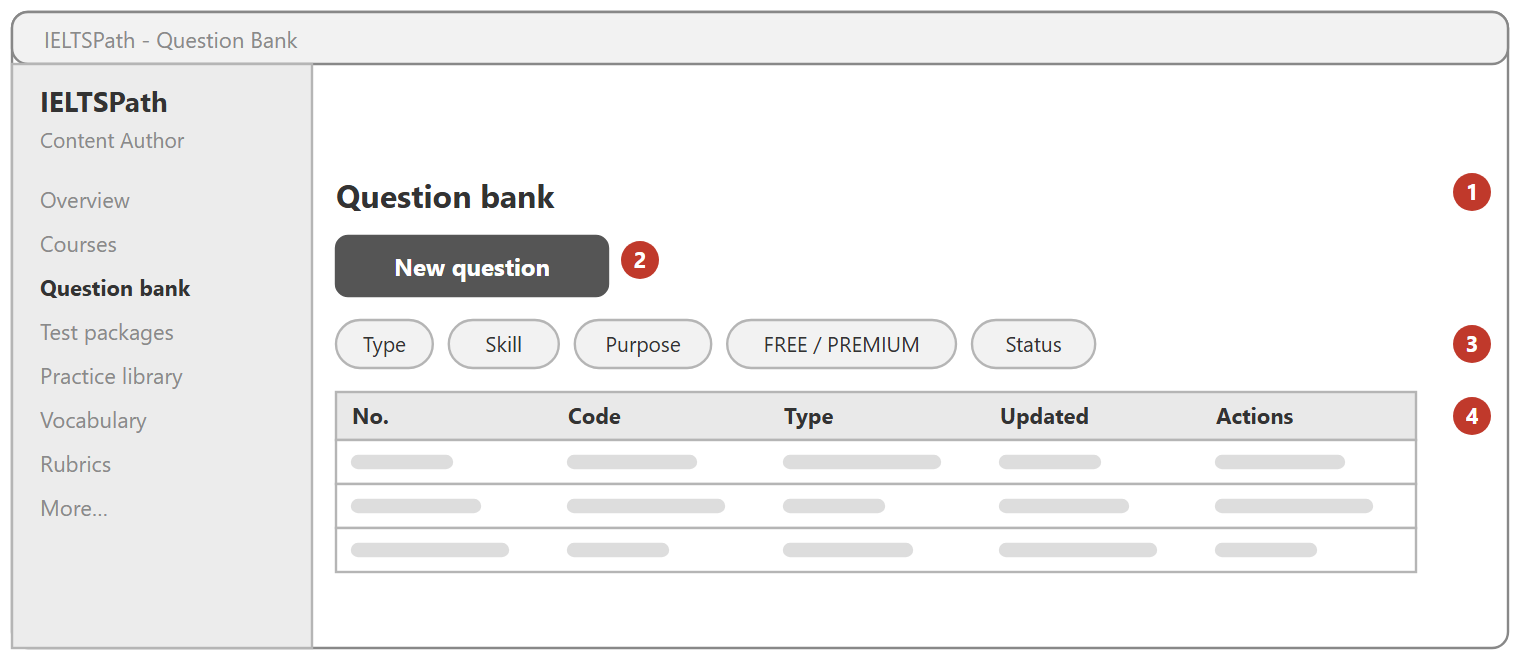 IELTSPath - Question Bank
IELTSPath
Content Author
Overview
Courses
Question bank
Test packages
Practice library
Vocabulary
Rubrics
More...
Question bank
1
New question
2
Type Skill Purpose FREE / PREMIUM Status
3
No. Code Type Updated Actions
4